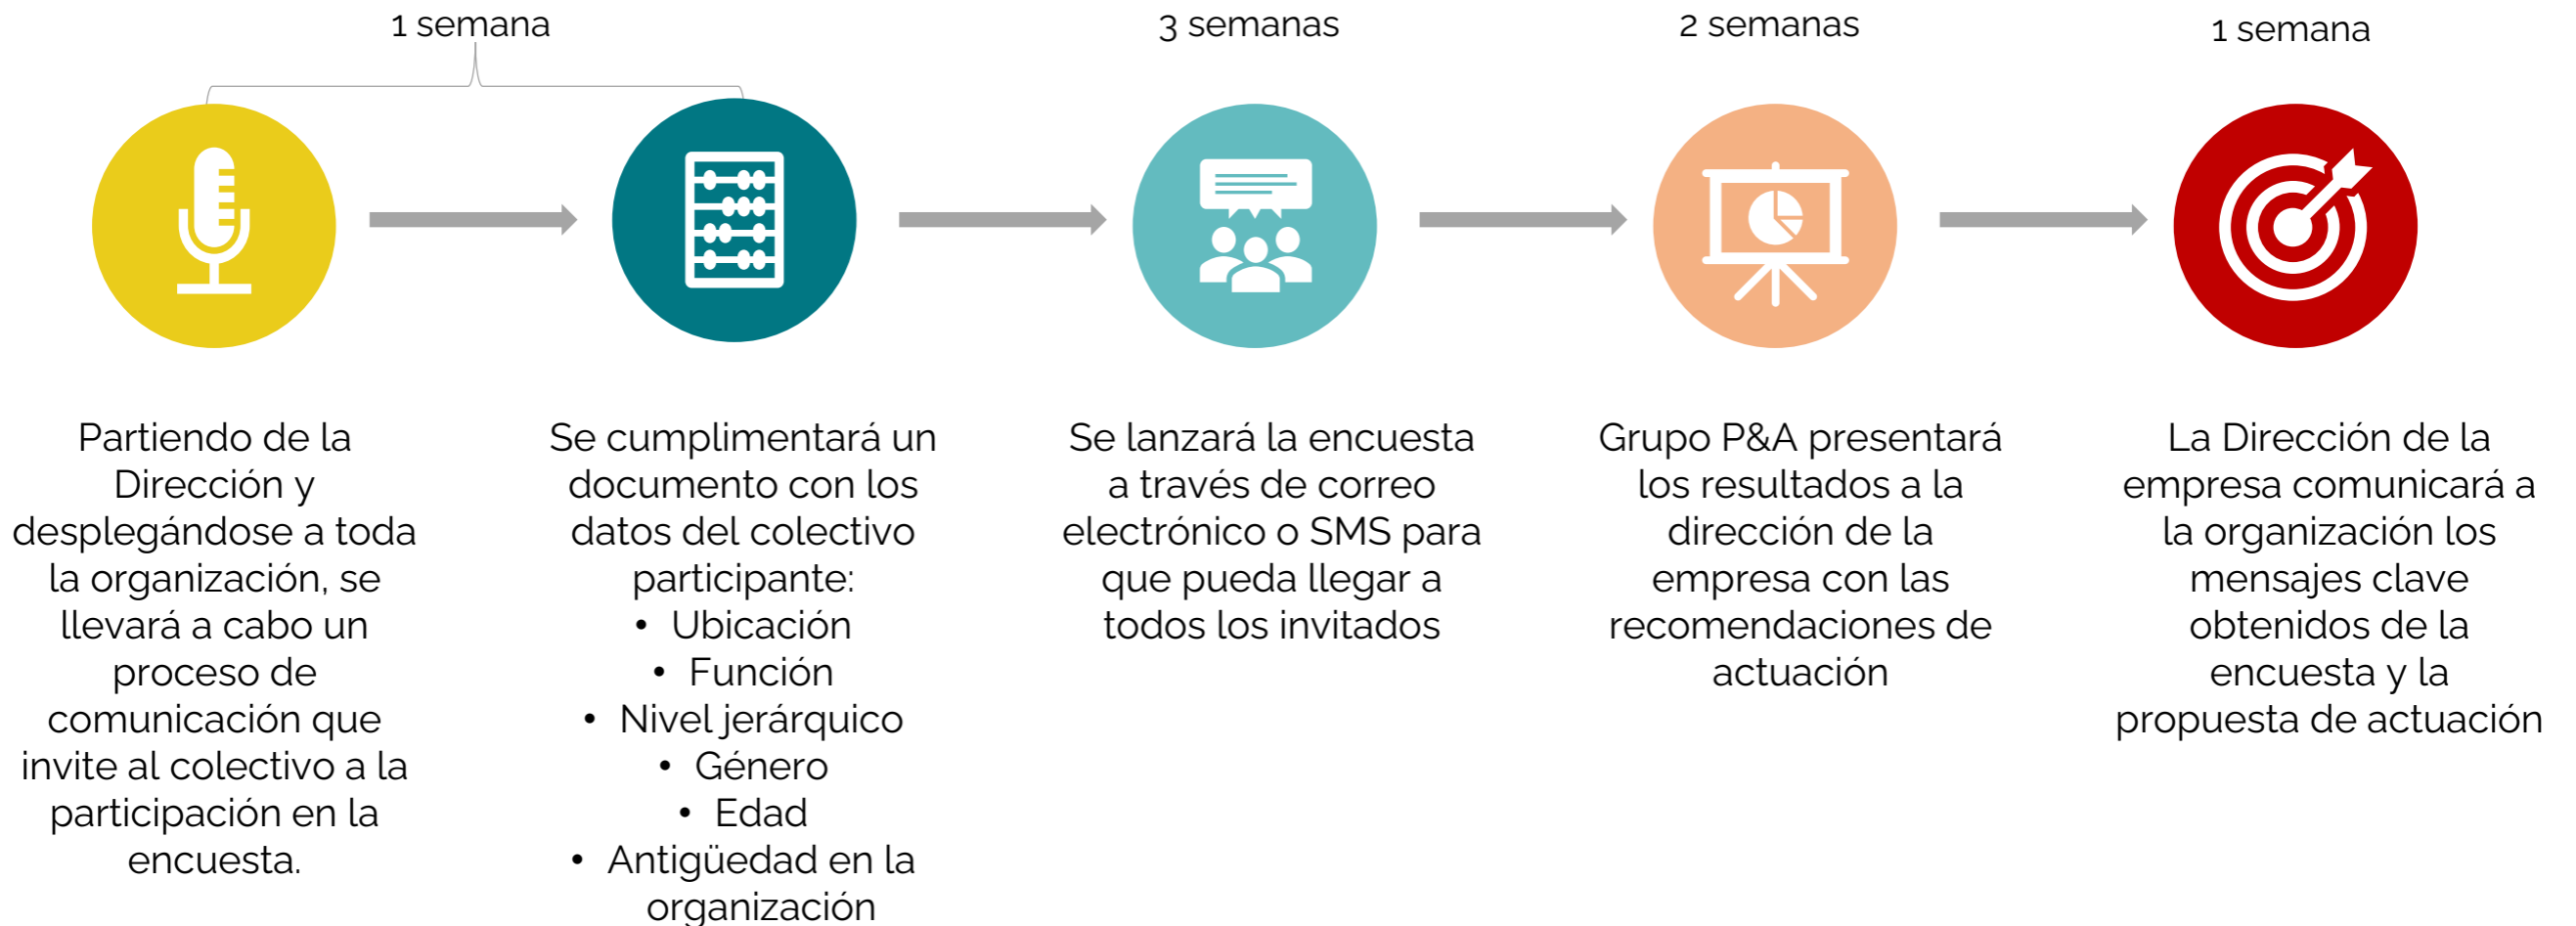 1 semana
3 semanas
2 semanas
1 semana
Partiendo de la
Dirección y
desplegándose a toda
la organización, se
llevará a cabo un
proceso de
comunicación que
invite al colectivo a la
participación en la
encuesta.
Se cumplimentará un
documento con los
datos del colectivo
participante:
• Ubicación
• Función
• Nivel jerárquico
• Género
• Edad
• Antigüedad en la
organización
Se lanzará la encuesta
a través de correo
electrónico o SMS para
que pueda llegar a
todos los invitados
Grupo P&A presentará
los resultados a la
dirección de la
empresa con las
recomendaciones de
actuación
La Dirección de la
empresa comunicará a
la organización los
mensajes clave
obtenidos de la
encuesta y la
propuesta de actuación